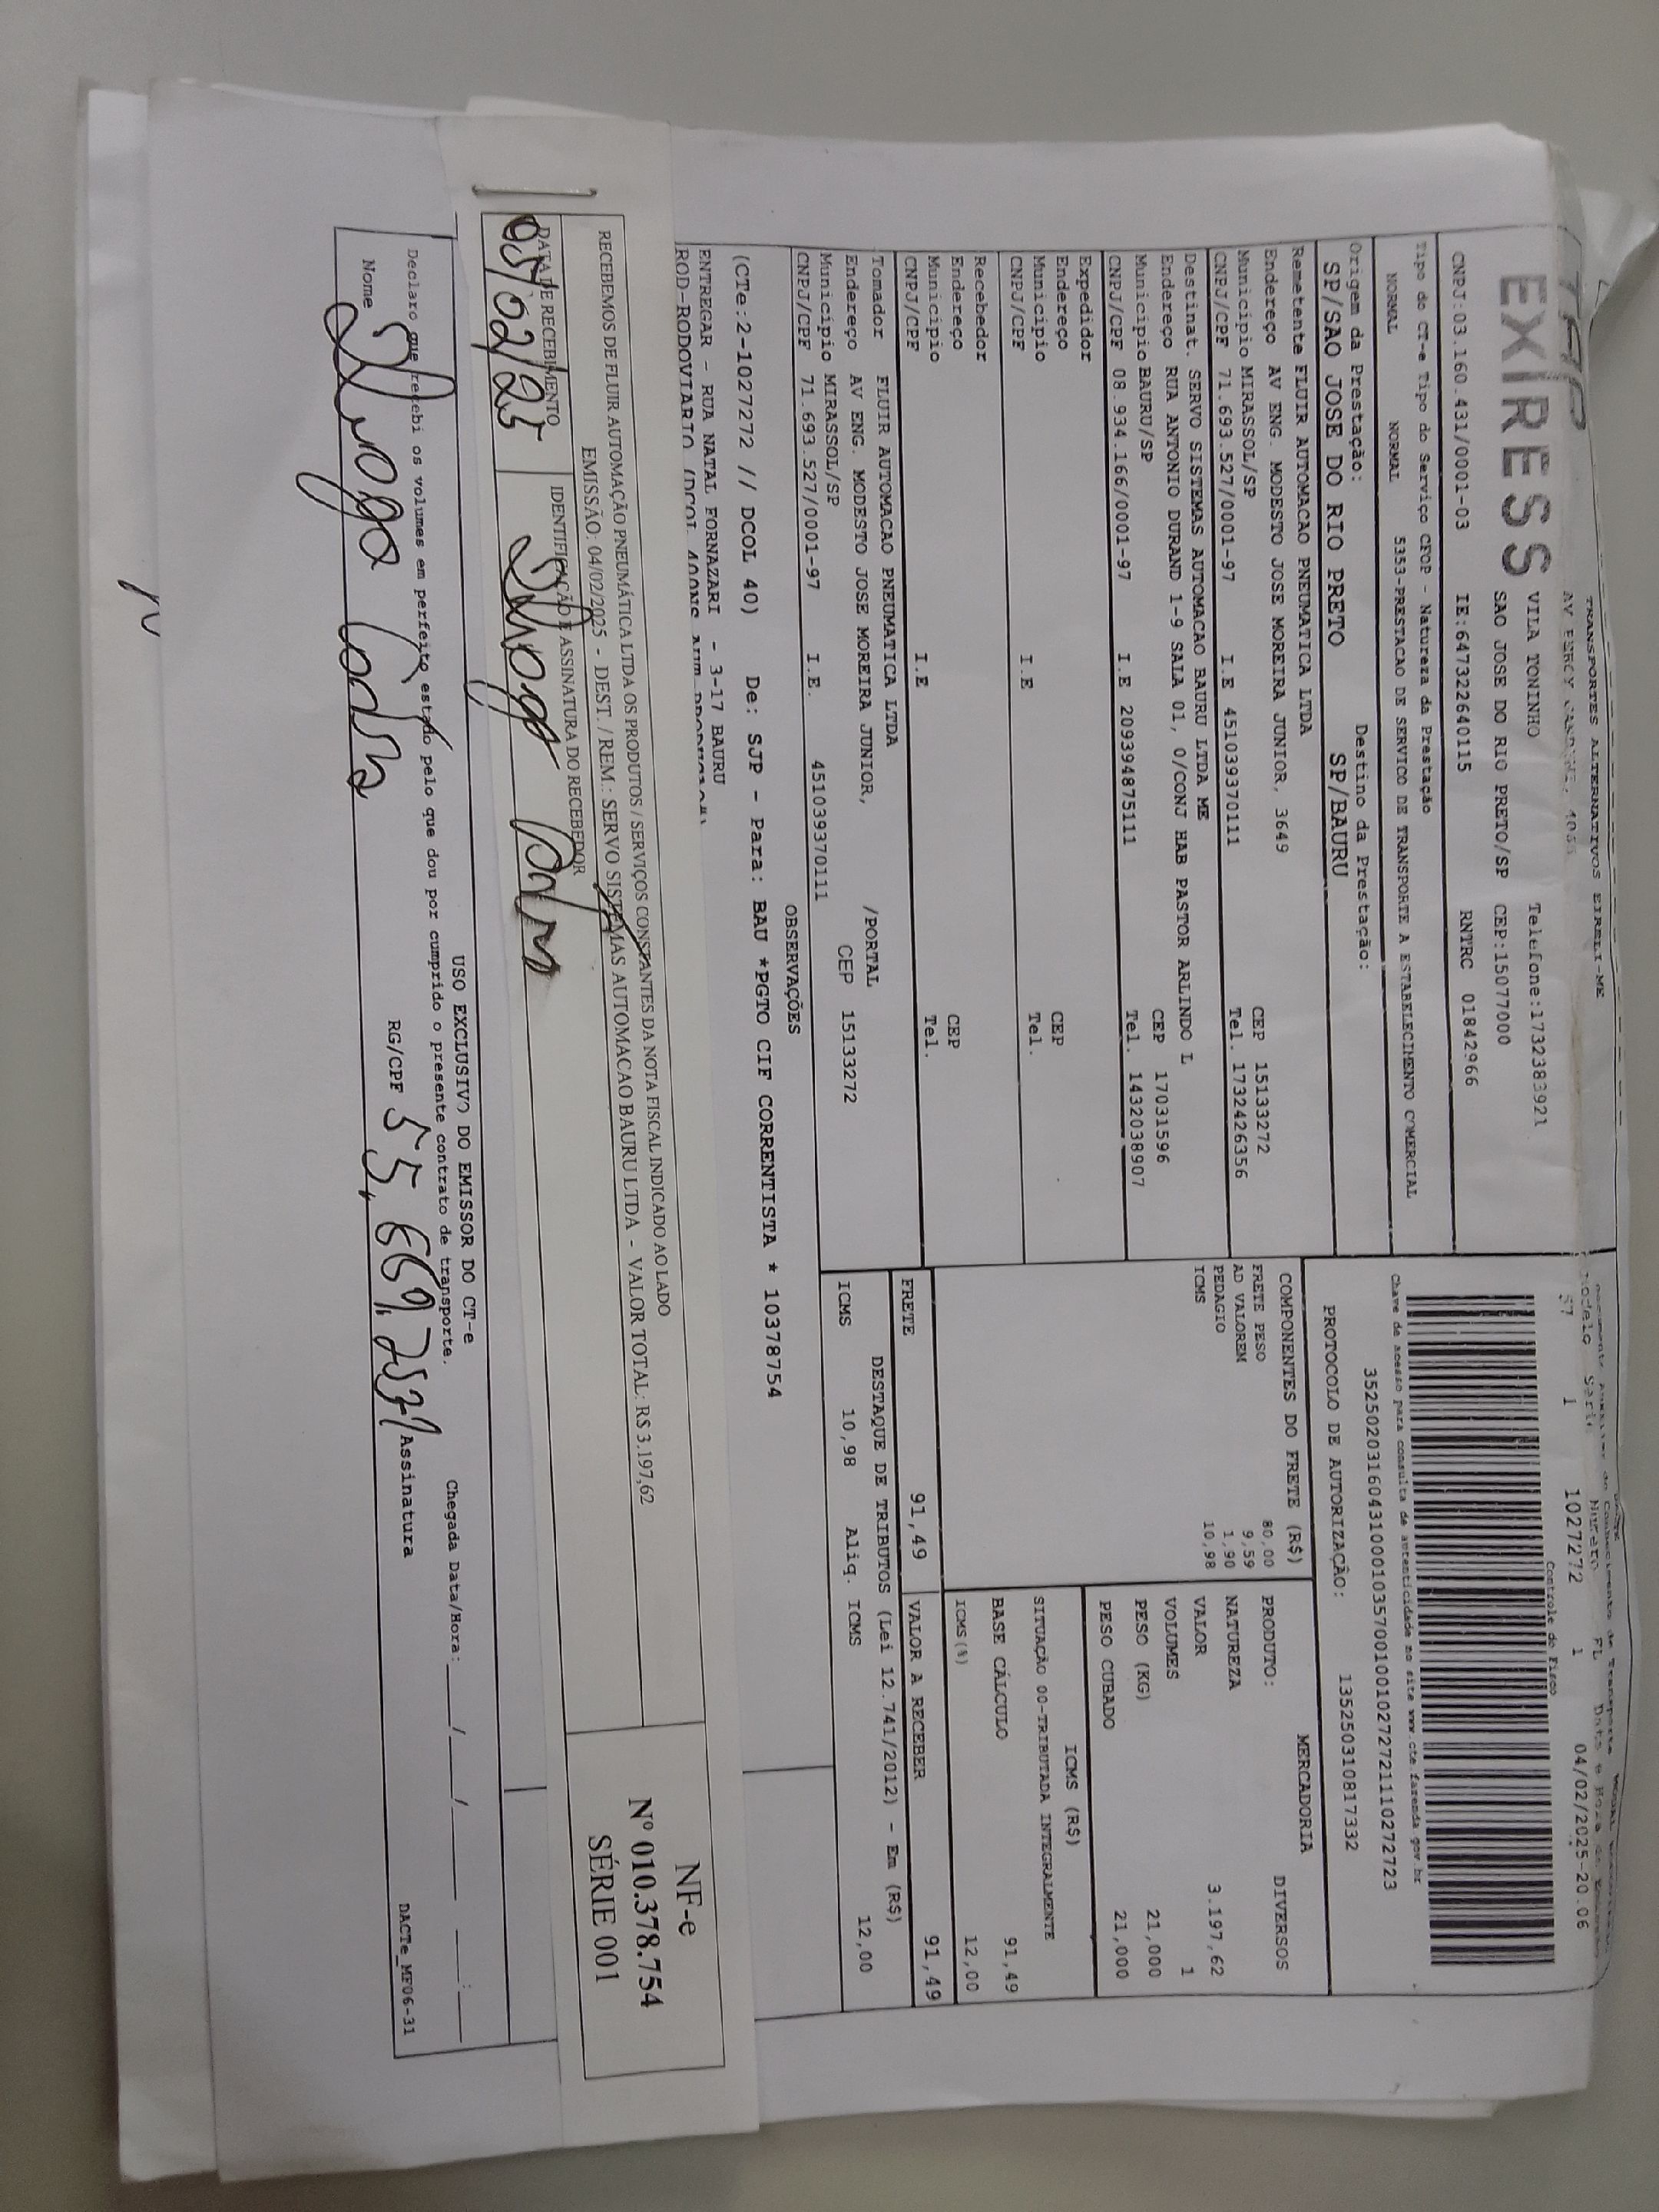 TRANSPORTES ALTERNATIVOS EIRELI-ME
EXPRESS
VILA TONINHO Telefone:1732383921
SAO JOSE DO RIO PRETO/SP CEP:15077000
CNPJ:03.160.431/0001-03 IE:647322640115 RNTRC 01842966
Tipo do CT-e Tipo do Serviço CFOP - Natureza da Prestação
NORMAL NORMAL 5353-PRESTACAO DE SERVICO DE TRANSPORTE A ESTABELECIMENTO COMERCIAL
Origem da Prestação: Destino da Prestação:
SP/SAO JOSE DO RIO PRETO SP/BAURU
Remetente FLUIR AUTOMACAO PNEUMATICA LTDA
Endereço AV ENG. MODESTO JOSE MOREIRA JUNIOR, 3649 CEP 15133272
Município MIRASSOL/SP Tel. 1732426356
CNPJ/CPF 71.693.527/0001-97 I.E 451039370111
Destinat. SERVO SISTEMAS AUTOMACAO BAURU LTDA ME
Endereço RUA ANTONIO DURAND 1-9 SALA 01, 0/CONJ HAB PASTOR ARLINDO L
Município BAURU/SP CEP 17031596
CNPJ/CPF 08.934.166/0001-97 I.E 209394875111 Tel. 1432038907
Expedidor
Endereço CEP
Município Tel.
CNPJ/CPF I.E
Recebedor
Endereço CEP
Município Tel.
CNPJ/CPF I.E
Tomador FLUIR AUTOMACAO PNEUMATICA LTDA
Endereço AV ENG. MODESTO JOSE MOREIRA JUNIOR, /PORTAL
Município MIRASSOL/SP CEP 15133272
CNPJ/CPF 71.693.527/0001-97 I.E. 451039370111
Modelo Número FL
57 1 1027272 1 04/02/2025-20:06
Controle do Fisco
Chave de acesso para consulta de autenticidade no site www.cte.fazenda.gov.br
35250203160431000103570010010272721110272723
PROTOCOLO DE AUTORIZAÇÃO: 135250310817332
COMPONENTES DO FRETE (R$)
FRETE PESO 80,00
AD VALOREM 9,59
PEDAGIO 1,90
ICMS 10,98
MERCADORIA
PRODUTO: DIVERSOS
NATUREZA
VALOR 3.197,62
VOLUMES 1
PESO (KG) 21,000
PESO CUBADO 21,000
ICMS (R$)
SITUAÇÃO 00-TRIBUTADA INTEGRALMENTE
BASE CÁLCULO 91,49
ICMS(%) 12,00
FRETE 91,49 VALOR A RECEBER 91,49
DESTAQUE DE TRIBUTOS (Lei 12.741/2012) - Em (R$)
ICMS 10,98 Aliq. ICMS 12,00
OBSERVAÇÕES
(CTe:2-1027272 // DCOL 40) De: SJP - Para: BAU *PGTO CIF CORRENTISTA * 10378754
ENTREGAR - RUA NATAL FORNAZARI - 3-17 BAURU
RECEBEMOS DE FLUIR AUTOMAÇÃO PNEUMÁTICA LTDA OS PRODUTOS / SERVIÇOS CONSTANTES DA NOTA FISCAL INDICADO AO LADO
EMISSÃO: 04/02/2025 - DEST. / REM.: SERVO SISTEMAS AUTOMACAO BAURU LTDA - VALOR TOTAL: R$ 3.197,62
DATA DE RECEBIMENTO IDENTIFICAÇÃO E ASSINATURA DO RECEBEDOR
05/02/25
NF-e
Nº 010.378.754
SÉRIE 001
USO EXCLUSIVO DO EMISSOR DO CT-e
Declaro que recebi os volumes em perfeito estado pelo que dou por cumprido o presente contrato de transporte.
Chegada Data/Hora: ___/___/___ __:__
Nome RG/CPF Assinatura
DACTe_MF06-31